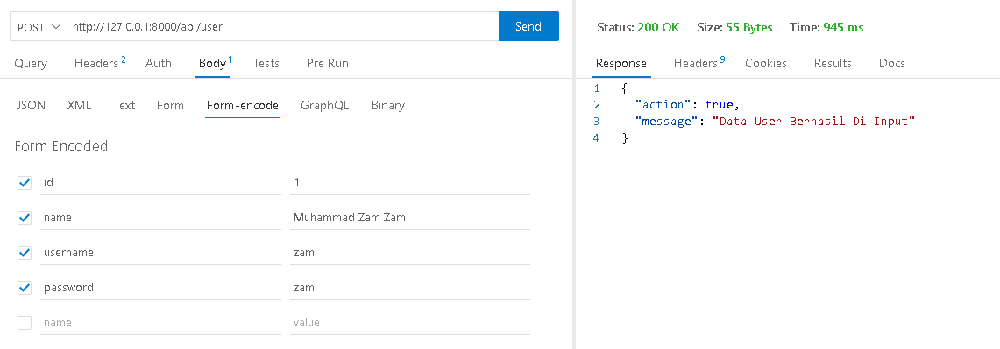 POST http://127.0.0.1:8000/api/user Send
Query Headers 2 Auth Body 1 Tests Pre Run
JSON XML Text Form Form-encode GraphQL Binary
Form Encoded
id 1
name Muhammad Zam Zam
username zam
password zam
name value
Status: 200 OK Size: 55 Bytes Time: 945 ms
Response Headers 9 Cookies Results Docs
1 {
2 "action": true,
3 "message": "Data User Berhasil Di Input"
4 }